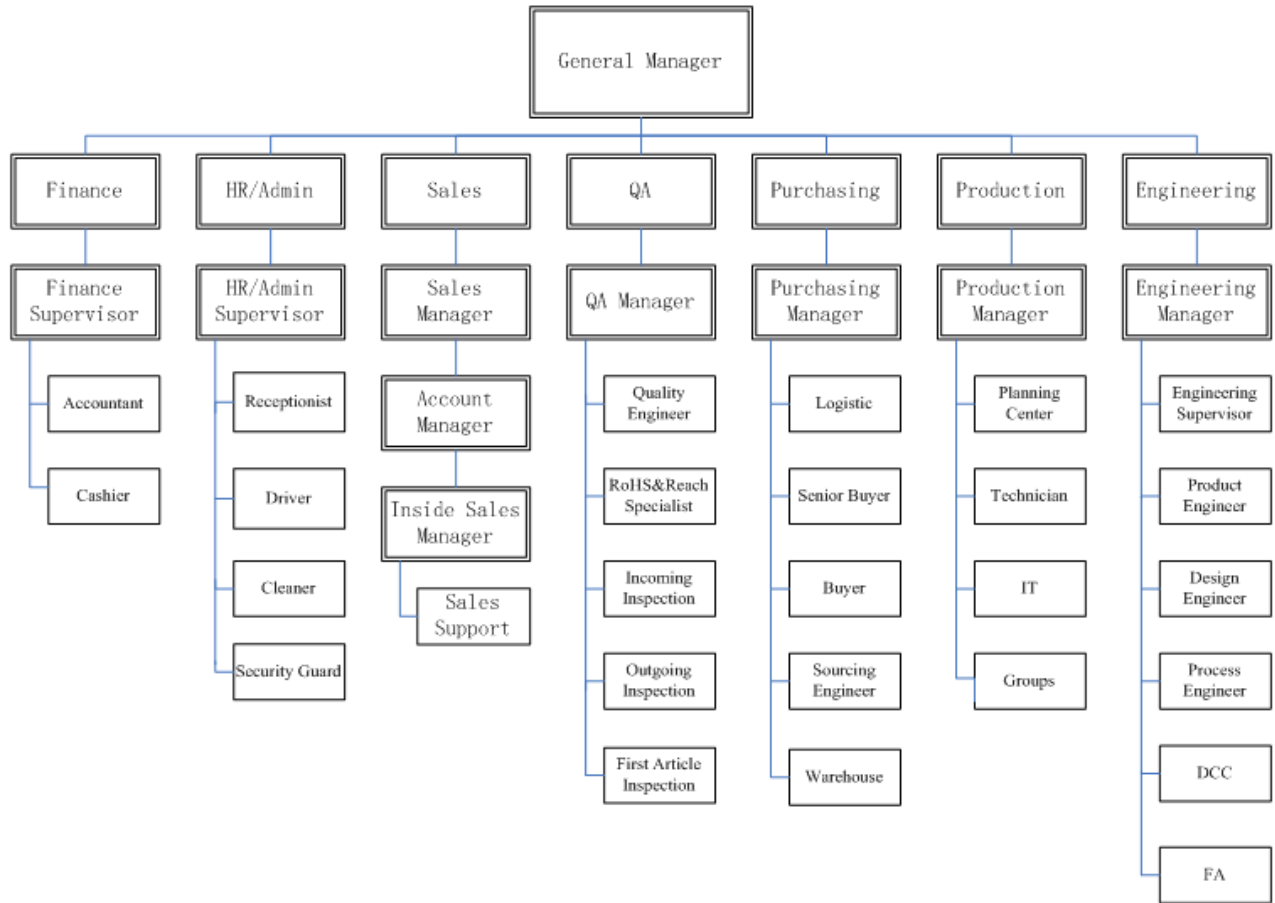 General Manager
Finance
HR/Admin
Sales
QA
Purchasing
Production
Engineering
Finance
Supervisor
HR/Admin
Supervisor
Sales
Manager
QA Manager
Purchasing
Manager
Production
Manager
Engineering
Manager
Accountant
Cashier
Receptionist
Driver
Cleaner
Security Guard
Account
Manager
Inside Sales
Manager
Sales
Support
Quality
Engineer
RoHS&Reach
Specialist
Incoming
Inspection
Outgoing
Inspection
First Article
Inspection
Logistic
Senior Buyer
Buyer
Sourcing
Engineer
Warehouse
Planning
Center
Technician
IT
Groups
Engineering
Supervisor
Product
Engineer
Design
Engineer
Process
Engineer
DCC
FA